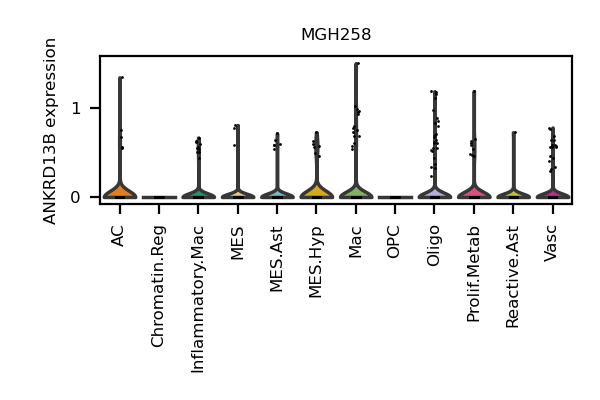 MGH258
ANKRD13B expression
1
0
AC
Chromatin.Reg
Inflammatory.Mac
MES
MES.Ast
MES.Hyp
Mac
OPC
Oligo
Prolif.Metab
Reactive.Ast
Vasc